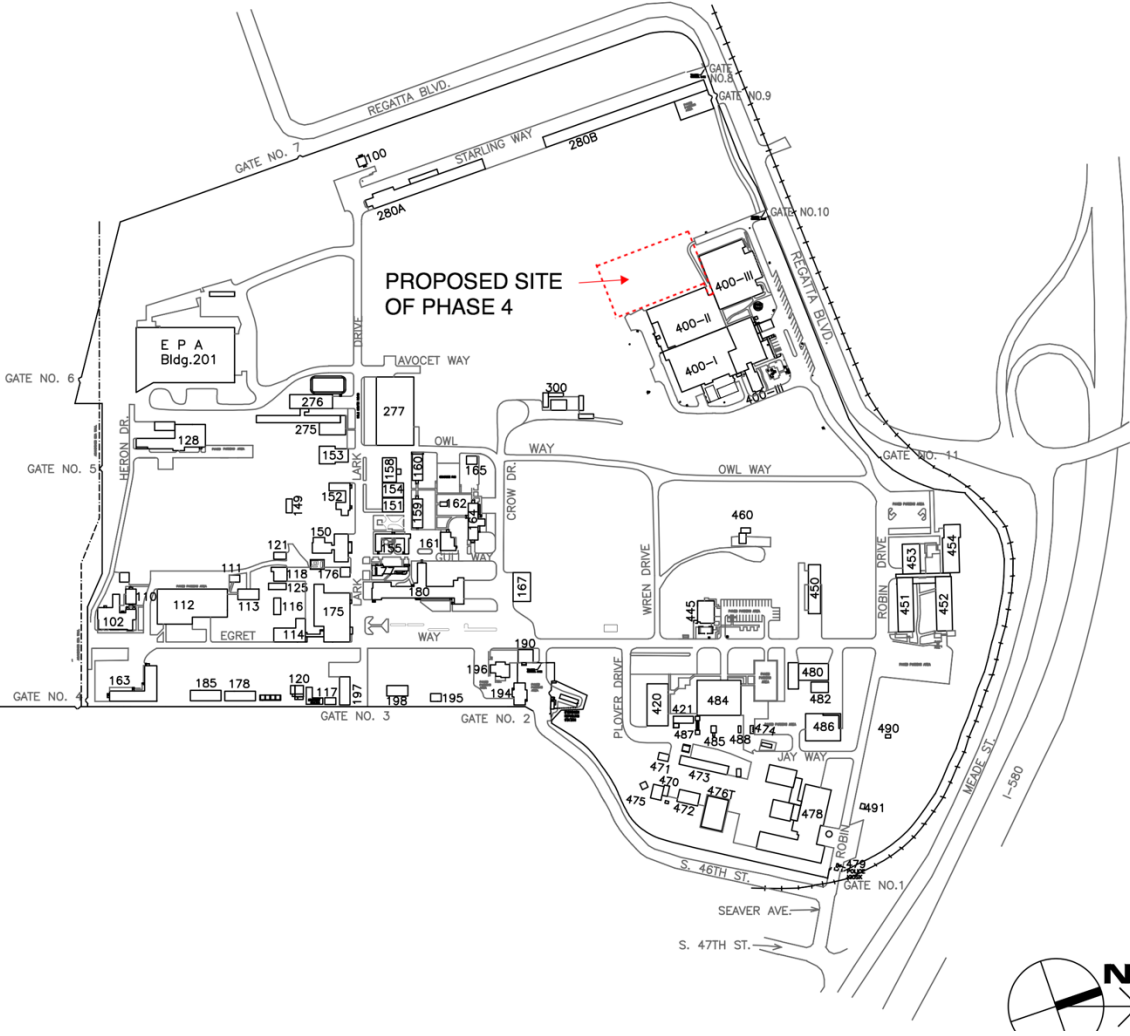 GATE
NO.8
REGATTA BLVD.
GATE NO.9
STARLING WAY
280B
GATE NO. 7
100
280A
GATE NO.10
PROPOSED SITE
OF PHASE 4
400-III
REGATTA BLVD.
400-II
400-I
400-III
DRIVE
E P A
Bldg.201
AVOCET WAY
GATE NO. 6
300
276
277
275
HERON DR.
128
OWL
WAY
GATE NO. 11
153
158
160
165
OWL WAY
GATE NO. 5
LARK
154
CROW DR.
152
149
151
159
162
164
460
454
150
155
161
GULL WAY
WREN DRIVE
ROBIN DRIVE
453
121
111
118
176
177
180
167
450
451
452
110
125
112
113
116
175
LARK
102
445
114
EGRET
WAY
190
196
PLOVER DRIVE
480
163
185
178
120
117
197
198
195
194
420
484
482
GATE NO. 4
GATE NO. 3
GATE NO. 2
421
486
490
487
485
488
474
JAY WAY
471
473
MEADE ST.
I-580
475
470
472
476T
478
491
ROBIN
S. 46TH ST.
479
POLICE
KIOSK
GATE NO.1
SEAVER AVE.
S. 47TH ST.
N